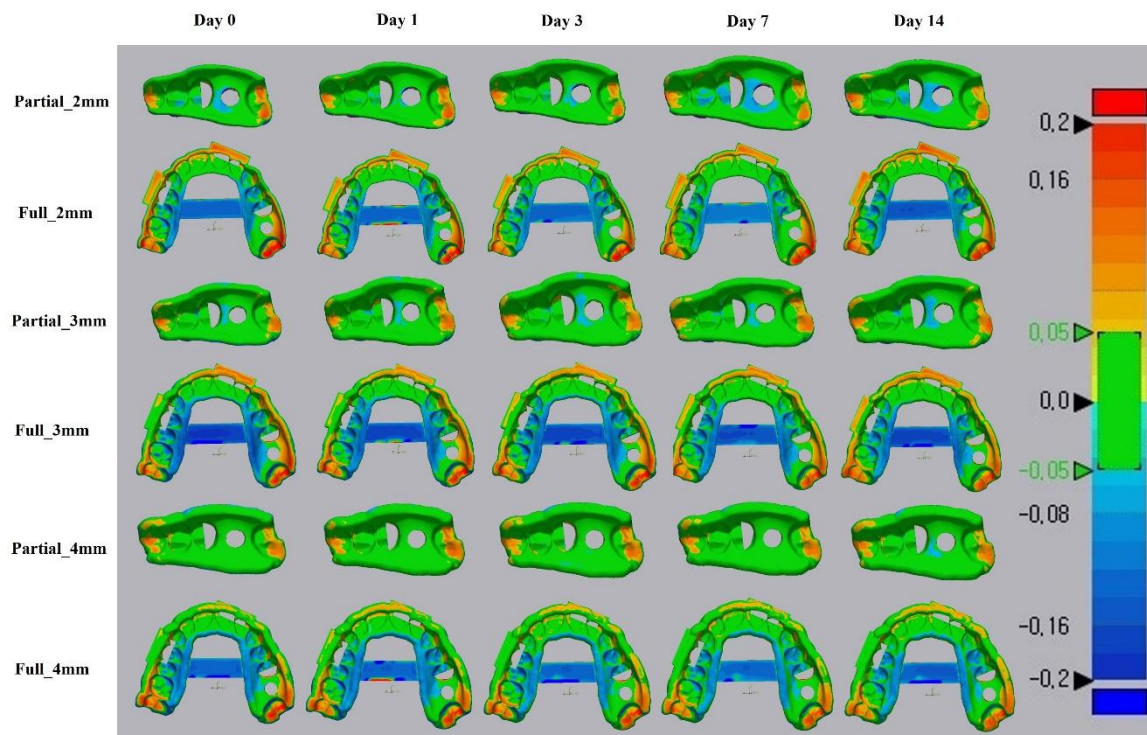 Day 0 Day 1 Day 3 Day 7 Day 14
Partial_2mm
0.2
0.16
Full_2mm
Partial_3mm
0.05
0.0
Full_3mm
-0.05
-0.08
Partial_4mm
-0.16
Full_4mm
-0.2